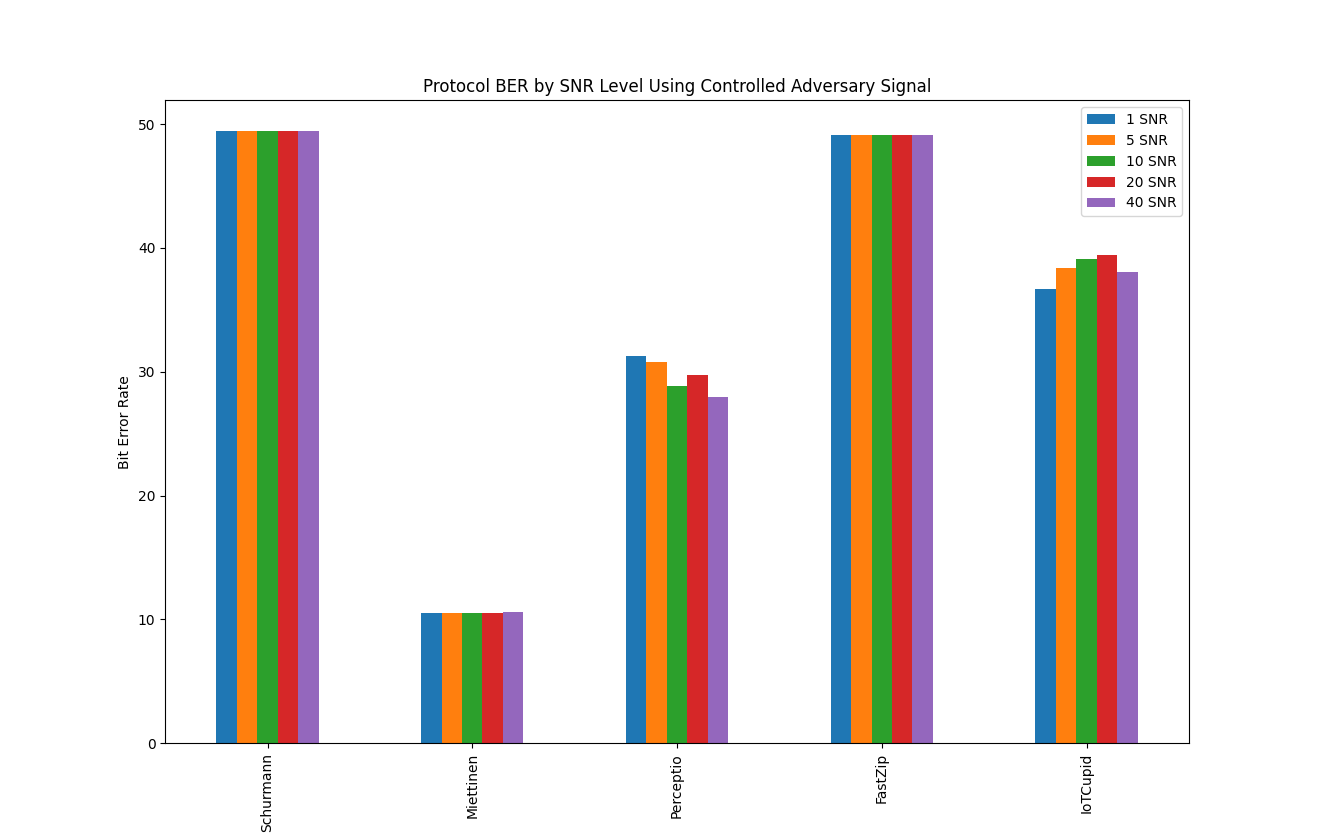 Protocol BER by SNR Level Using Controlled Adversary Signal
1 SNR
5 SNR
10 SNR
20 SNR
40 SNR
Bit Error Rate
50
40
30
20
10
0
Schurmann
Miettinen
Perceptio
FastZip
IoTCupid